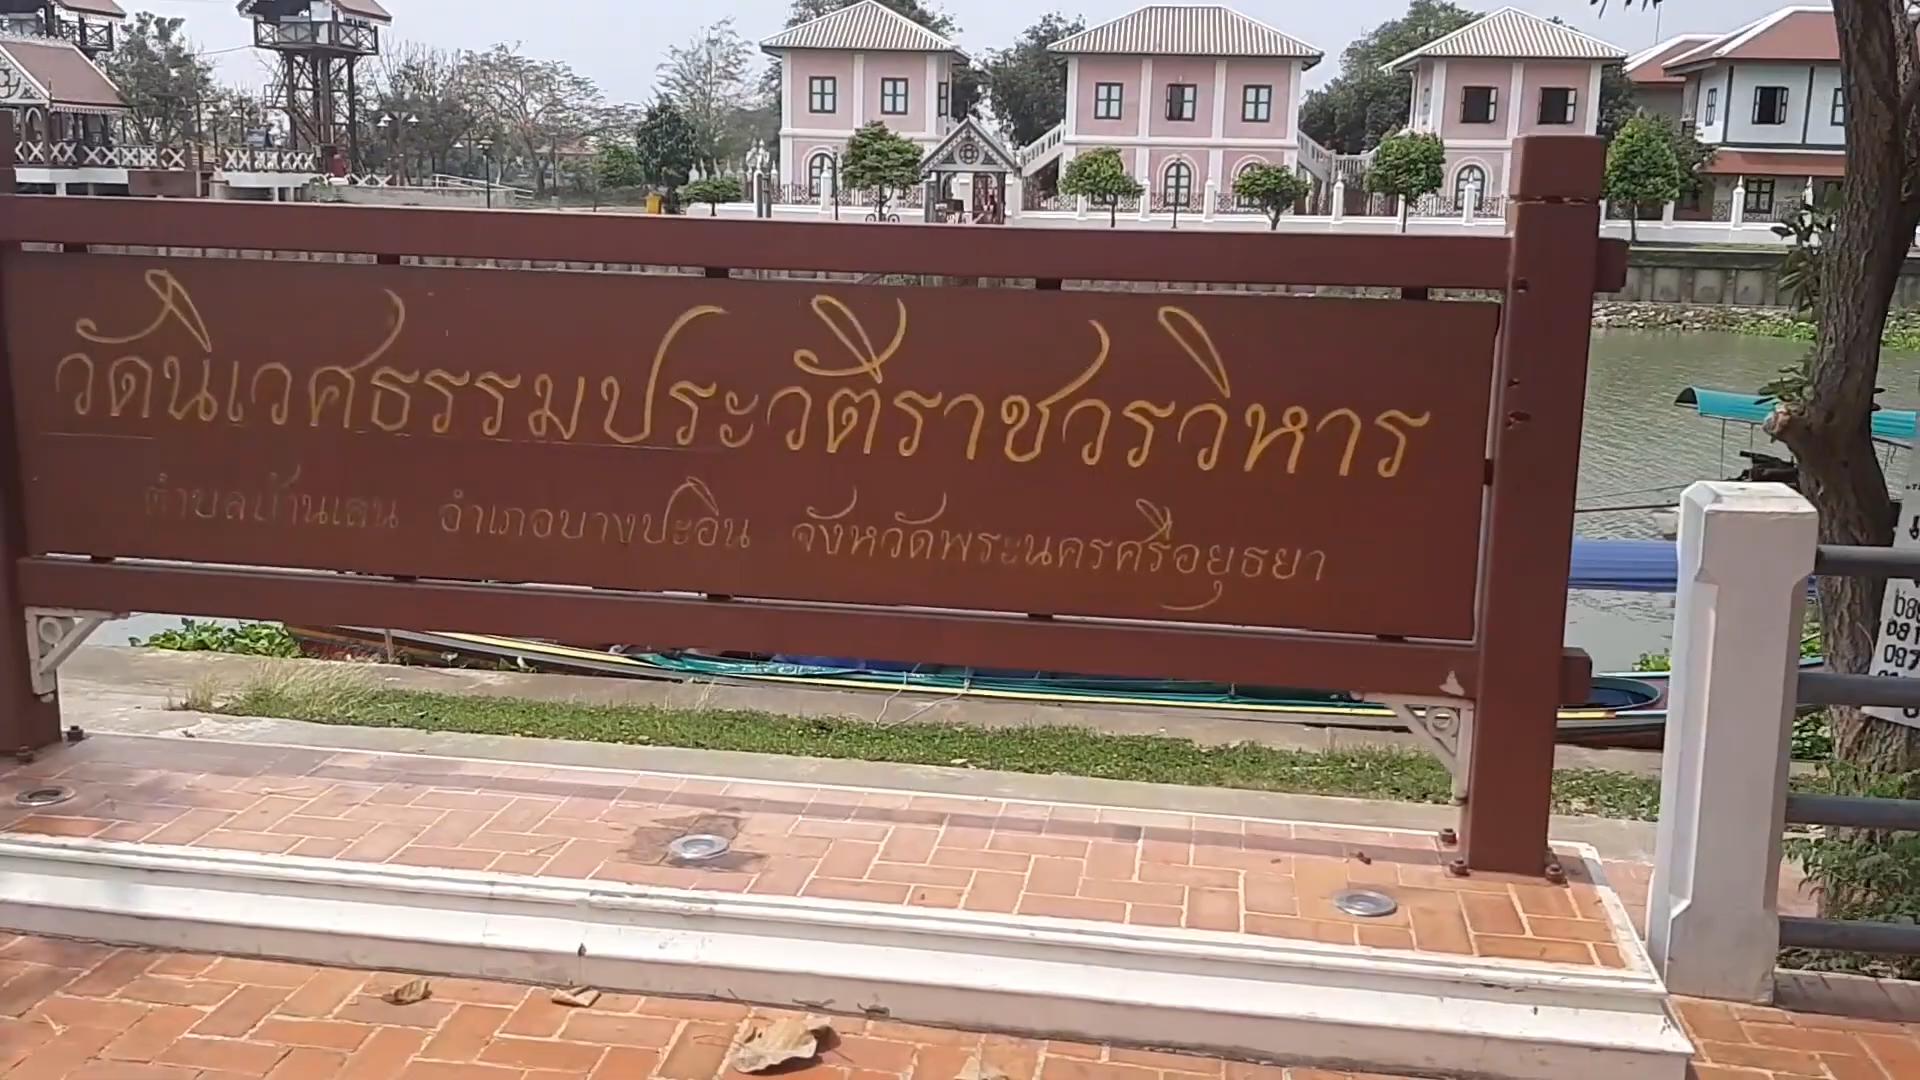 วัดนิเวศธรรมประวัติราชวรวิหาร
ตำบลบ้านเลน อำเภอบางปะอิน จังหวัดพระนครศรีอยุธยา